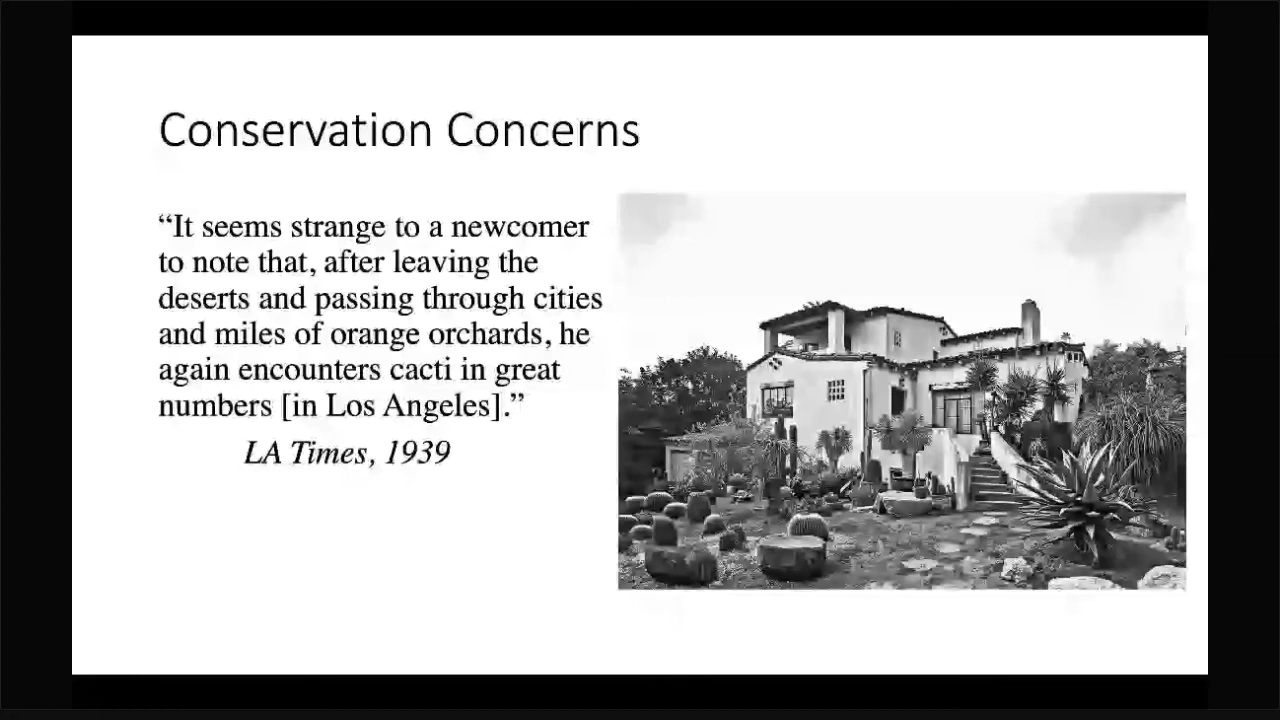 Conservation Concerns
“It seems strange to a newcomer
to note that, after leaving the
deserts and passing through cities
and miles of orange orchards, he
again encounters cacti in great
numbers [in Los Angeles].”
LA Times, 1939